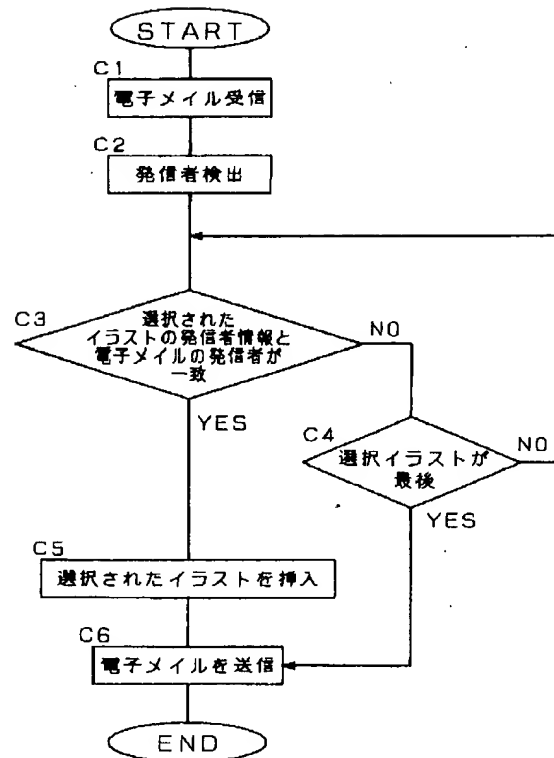 START
C1
電子メイル受信
C2
発信者検出
C3
選択された
イラストの発信者情報と
電子メイルの発信者が
一致
NO
YES
C4
選択イラストが
最後
NO
YES
C5
選択されたイラストを挿入
C6
電子メイルを送信
END